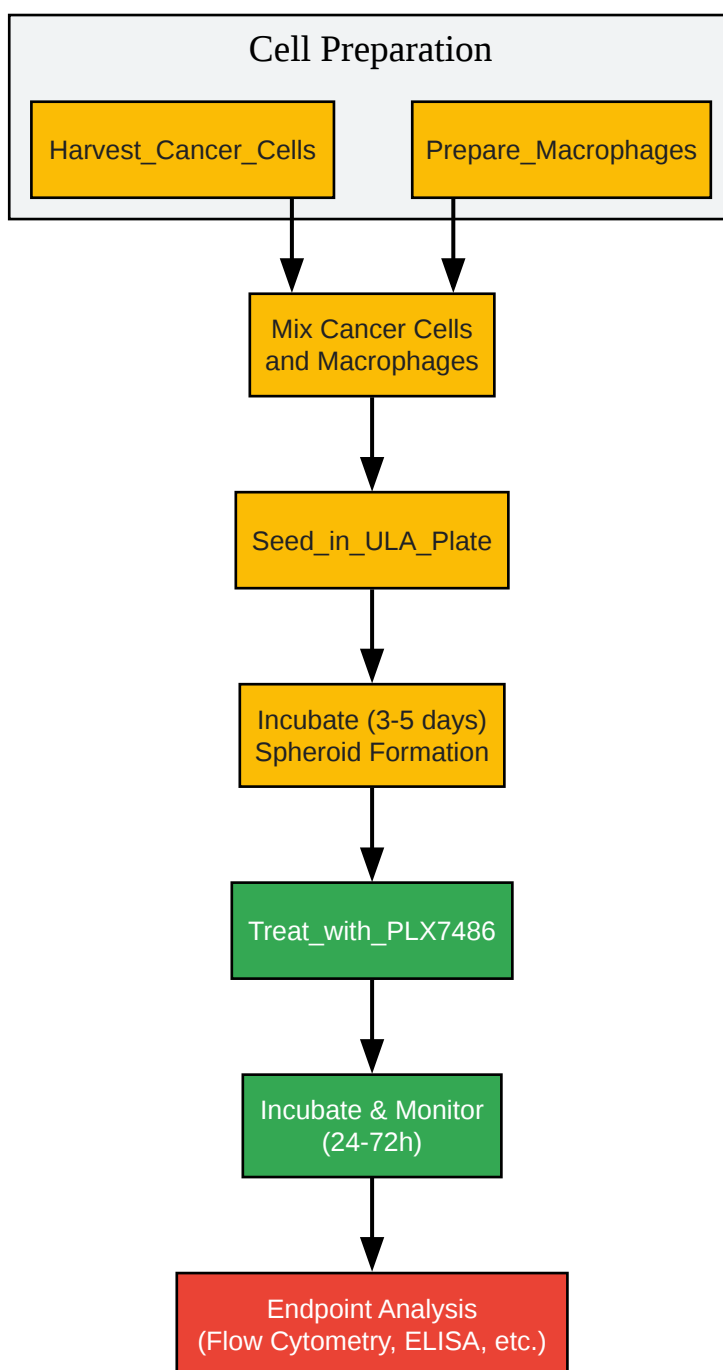 Cell Preparation
Harvest_Cancer_Cells
Prepare_Macrophages
Mix Cancer Cells
and Macrophages
Seed_in_ULA_Plate
Incubate (3-5 days)
Spheroid Formation
Treat_with_PLX7486
Incubate & Monitor
(24-72h)
Endpoint Analysis
(Flow Cytometry, ELISA, etc.)